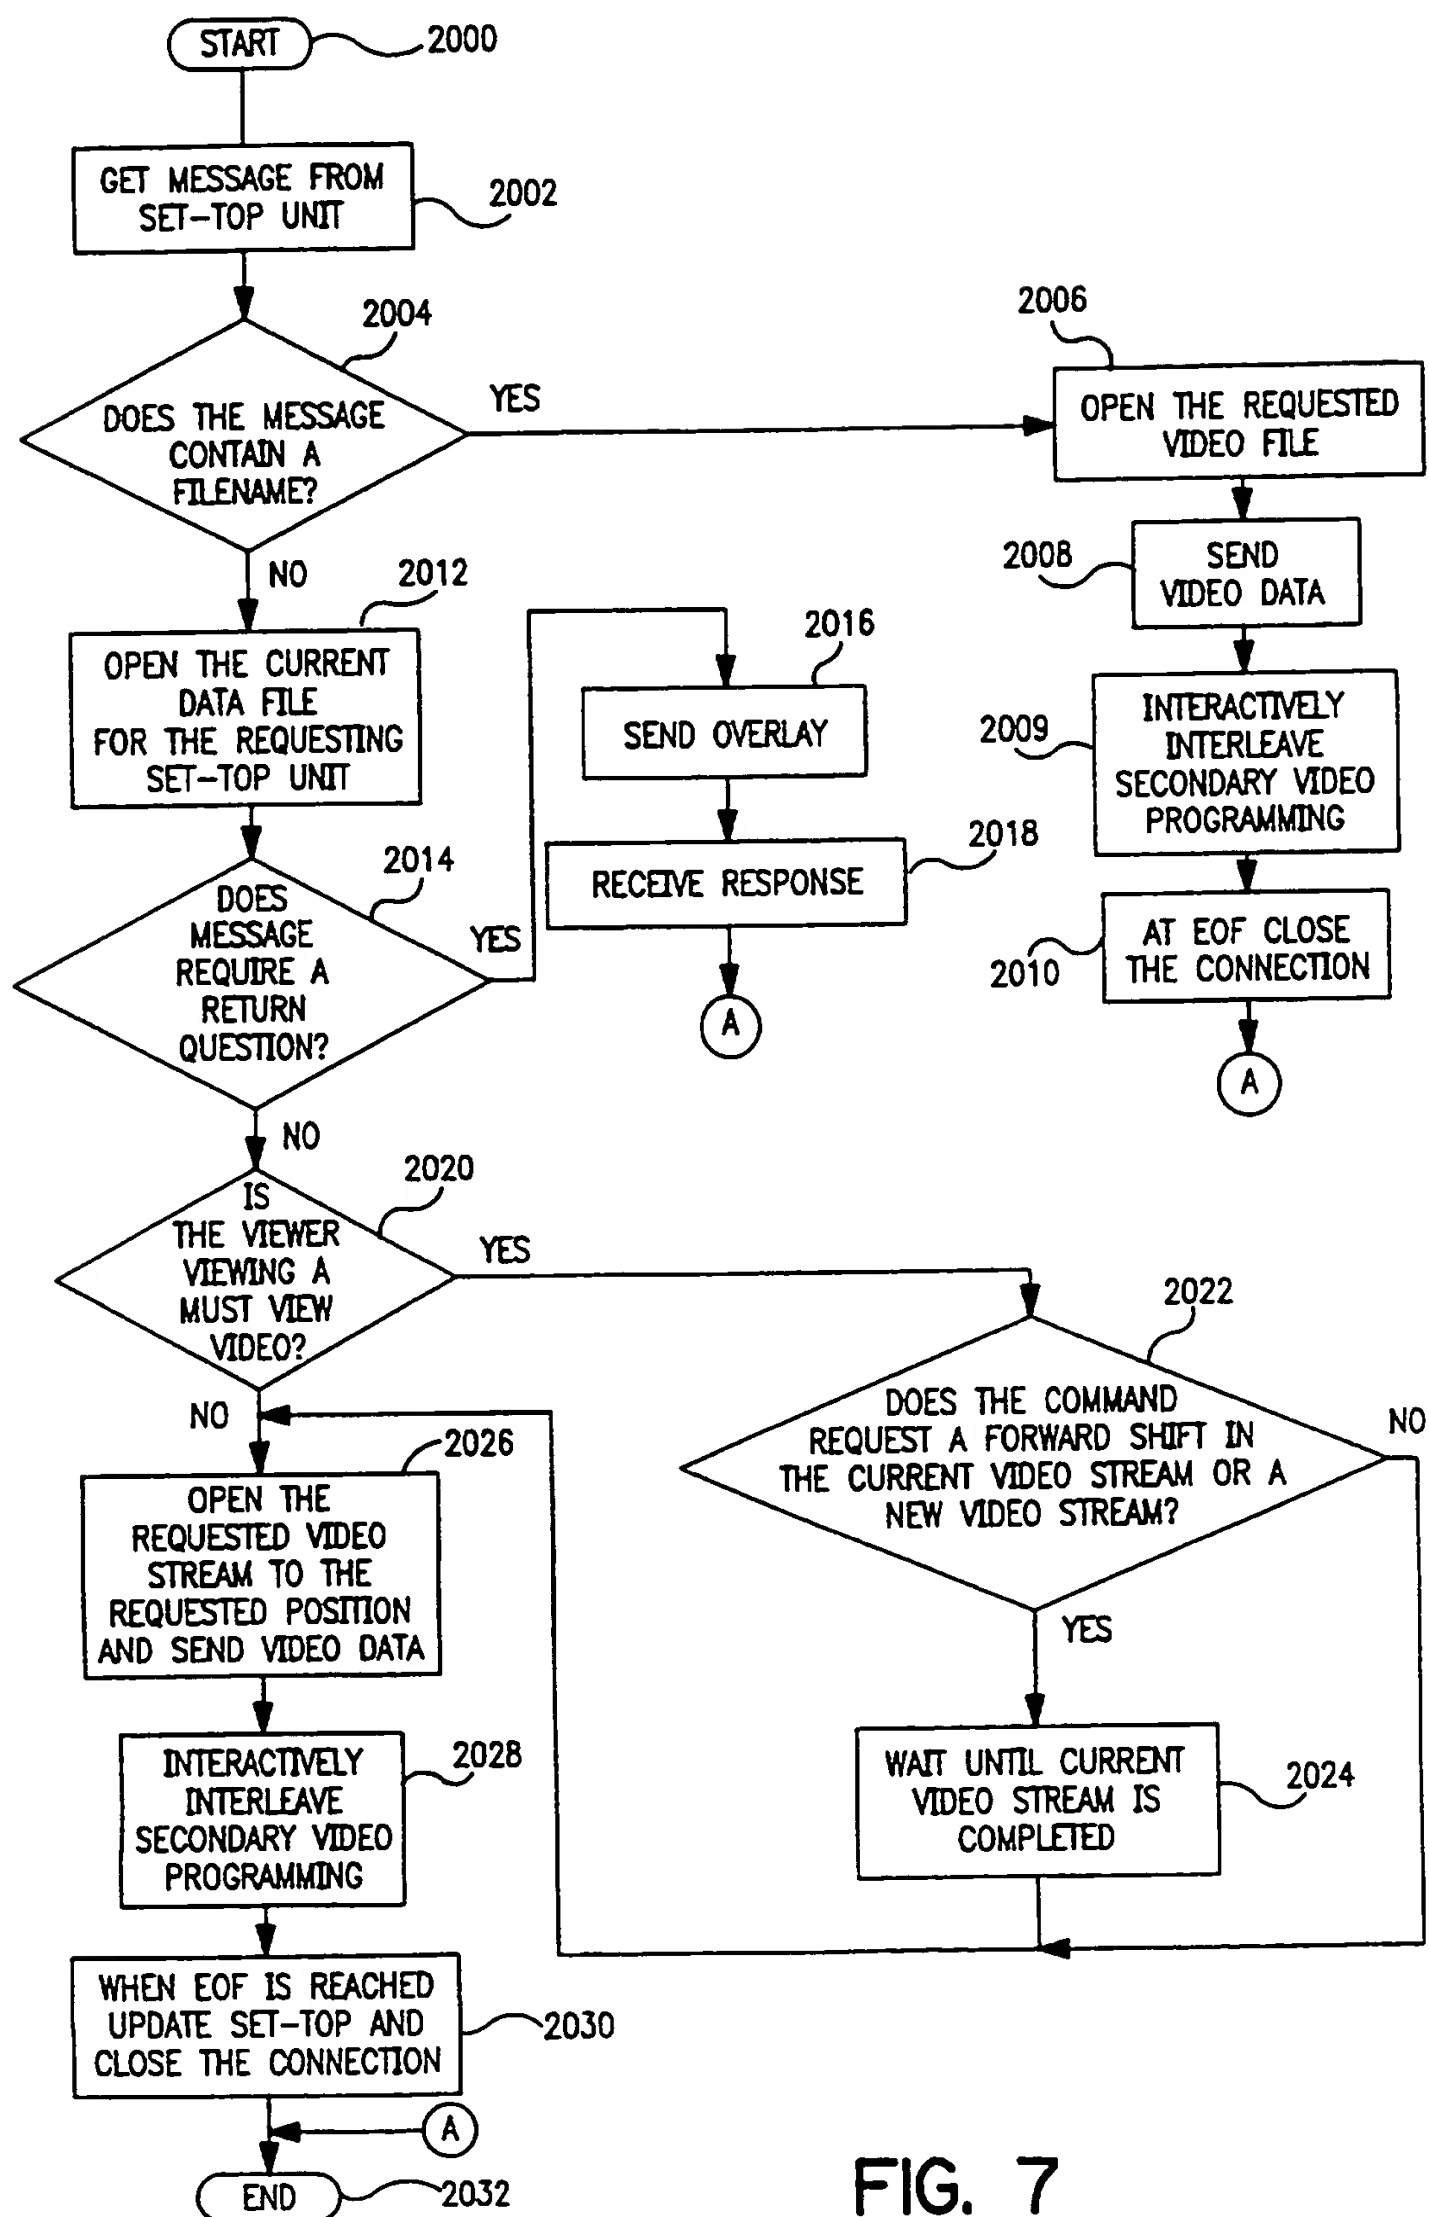 START
2000
GET MESSAGE FROM
SET-TOP UNIT
2002
2004
DOES THE MESSAGE
CONTAIN A
FILENAME?
YES
2006
OPEN THE REQUESTED
VIDEO FILE
2008
SEND
VIDEO DATA
2009
INTERACTIVELY
INTERLEAVE
SECONDARY VIDEO
PROGRAMMING
2010
AT EOF CLOSE
THE CONNECTION
A
NO
2012
OPEN THE CURRENT
DATA FILE
FOR THE REQUESTING
SET-TOP UNIT
2014
DOES
MESSAGE
REQUIRE A
RETURN
QUESTION?
YES
2016
SEND OVERLAY
2018
RECEIVE RESPONSE
A
NO
2020
IS
THE VIEWER
VIEWING A
MUST VIEW
VIDEO?
YES
2022
DOES THE COMMAND
REQUEST A FORWARD SHIFT IN
THE CURRENT VIDEO STREAM OR A
NEW VIDEO STREAM?
NO
YES
WAIT UNTIL CURRENT
VIDEO STREAM IS
COMPLETED
2024
NO
2026
OPEN THE
REQUESTED VIDEO
STREAM TO THE
REQUESTED POSITION
AND SEND VIDEO DATA
INTERACTIVELY
INTERLEAVE
SECONDARY VIDEO
PROGRAMMING
2028
WHEN EOF IS REACHED
UPDATE SET-TOP AND
CLOSE THE CONNECTION
2030
A
END
2032
FIG. 7